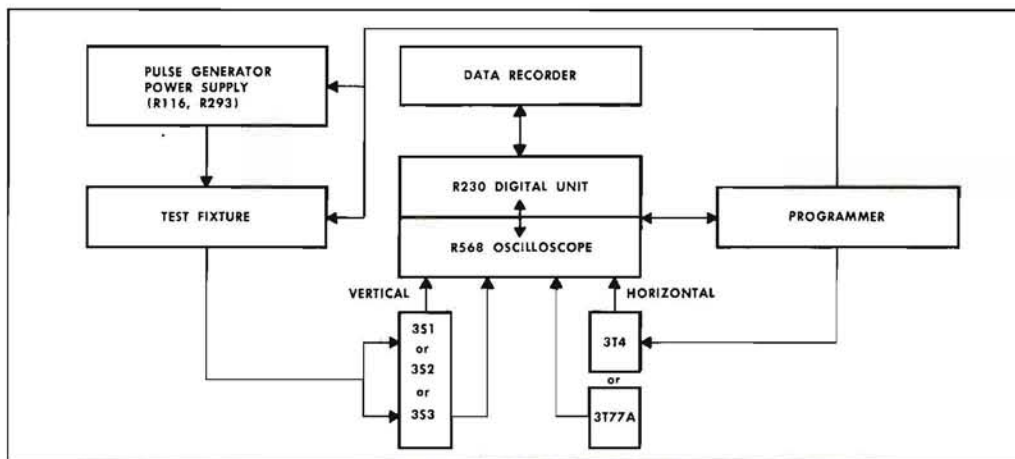 PULSE GENERATOR
POWER SUPPLY
(R116, R293)
DATA RECORDER
TEST FIXTURE
R230 DIGITAL UNIT
R568 OSCILLOSCOPE
PROGRAMMER
VERTICAL
HORIZONTAL
3S1
or
3S2
or
3S3
3T4
or
3T77A